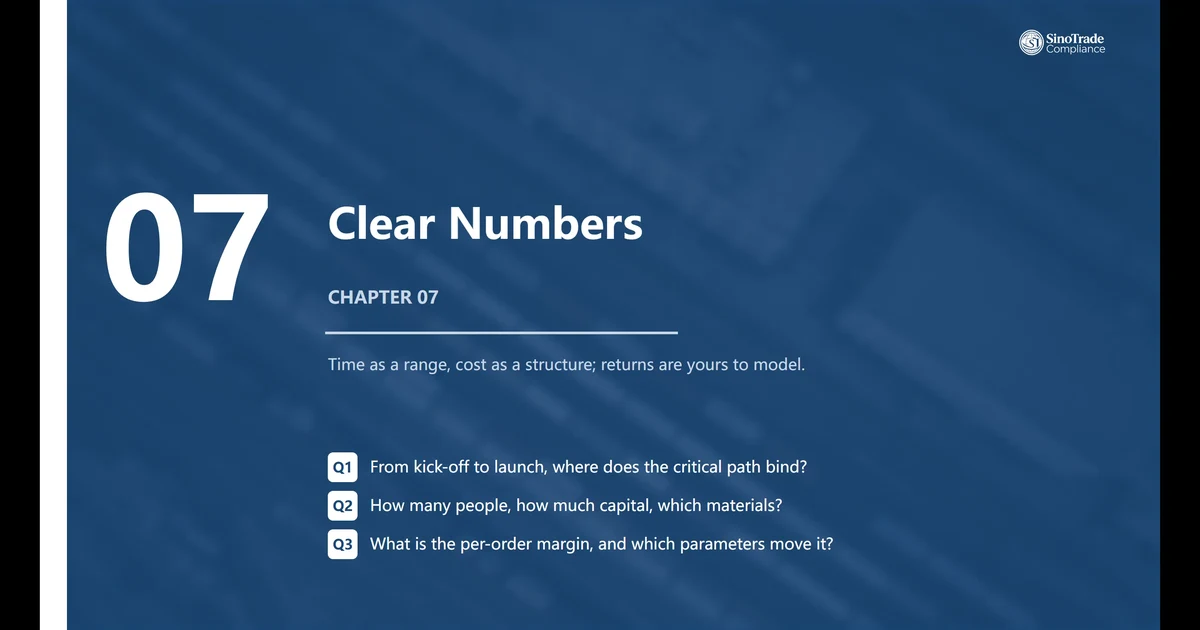 SinoTrade
Compliance
07
Clear Numbers
CHAPTER 07
Time as a range, cost as a structure; returns are yours to model.
Q1 From kick-off to launch, where does the critical path bind?
Q2 How many people, how much capital, which materials?
Q3 What is the per-order margin, and which parameters move it?